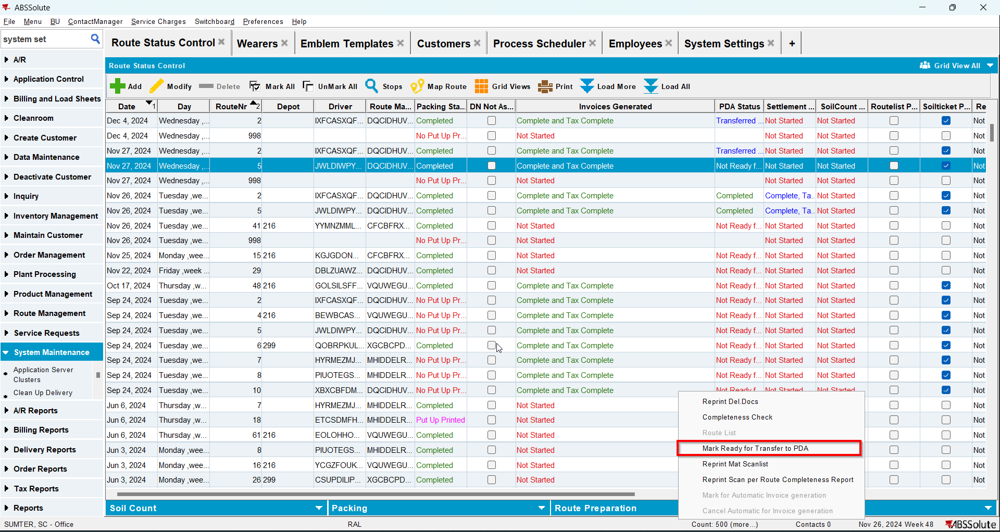 ABSSolute
File Menu BU ContactManager Service Charges Switchboard Preferences Help
system set
Route Status Control Wearers Emblem Templates Customers Process Scheduler Employees System Settings +
Route Status Control Grid View All
Add Modify Delete Mark All UnMark All Stops Map Route Grid Views Print Load More Load All
A/R
Application Control
Billing and Load Sheets
Cleanroom
Create Customer
Data Maintenance
Deactivate Customer
Inquiry
Inventory Management
Maintain Customer
Order Management
Plant Processing
Product Management
Route Management
Service Requests
System Maintenance
Application Server
Clusters
Clean Up Delivery
A/R Reports
Billing Reports
Delivery Reports
Order Reports
Tax Reports
Reports
Date 1 Day RouteNr 2 Depot Driver Route Ma... Packing Sta... DN Not As... Invoices Generated PDA Status Settlement ... SoilCount ... Routelist P... Soilticket P... Re
Dec 4, 2024 Wednesday ,... 2 IXFCASXQF... DQCIDHUV... Completed Complete and Tax Complete Transferred ... Not Started Not Started Not
Dec 4, 2024 Wednesday ,... 998 No Put Up Pr... Not Started Not Started Not Started Not
Nov 27, 2024 Wednesday ,... 2 IXFCASXQF... DQCIDHUV... Completed Complete and Tax Complete Transferred ... Not Started Not Started Not
Nov 27, 2024 Wednesday ,... 5 JWLDIWPY... DQCIDHUV... Completed Complete and Tax Complete Not Ready f... Not Started Not Started Not
Nov 27, 2024 Wednesday ,... 998 No Put Up Pr... Not Started Not Started Not Started Not
Nov 26, 2024 Tuesday ,we... 2 IXFCASXQF... DQCIDHUV... Completed Complete and Tax Complete Completed Complete, Ta... Not Started Not
Nov 26, 2024 Tuesday ,we... 5 JWLDIWPY... DQCIDHUV... Completed Complete and Tax Complete Completed Complete, Ta... Not Started Not
Nov 26, 2024 Tuesday ,we... 41 216 YYMNZMML... CFCBFRX... Completed Not Started Not Ready f... Not Started Not Started Not
Nov 26, 2024 Tuesday ,we... 998 No Put Up Pr... Not Started Not Started Not Started Not
Nov 25, 2024 Monday ,wee... 15 216 KGJGDON... CFCBFRX... Completed Not Started Not Ready f... Not Started Not Started Not
Nov 22, 2024 Friday ,week ... 29 DBLZUAWZ... DQCIDHUV... Completed Not Started Not Ready f... Not Started Not Started Not
Oct 17, 2024 Thursday ,w... 48 216 GOLSILSFF... VQUWEGU... Completed Complete and Tax Complete Not Ready f... Not Started Not Started Not
Sep 24, 2024 Tuesday ,we... 2 IXFCASXQF... DQCIDHUV... No Put Up Pr... Complete and Tax Complete Not Ready f... Not Started Not Started Not
Sep 24, 2024 Tuesday ,we... 4 216 BEWBCAS... VQUWEGU... No Put Up Pr... Complete and Tax Complete Not Ready f... Not Started Not Started Not
Sep 24, 2024 Tuesday ,we... 5 JWLDIWPY... DQCIDHUV... No Put Up Pr... Complete and Tax Complete Not Ready f... Not Started Not Started Not
Sep 24, 2024 Tuesday ,we... 6 299 QOBRPKUL... XGCBCPD... Completed Complete and Tax Complete Not Ready f... Not Started Not Started Not
Sep 24, 2024 Tuesday ,we... 7 HYRMEZMJ... MHIDDELR... No Put Up Pr... Complete and Tax Complete Not Ready f... Not Started Not Started Not
Sep 24, 2024 Tuesday ,we... 8 PIUOTEGS... MHIDDELR... No Put Up Pr... Complete and Tax Complete Not Ready f... Not Started Not Started Not
Sep 24, 2024 Tuesday ,we... 10 XBXCBFDM... DQCIDHUV... No Put Up Pr... Complete and Tax Complete Not Ready f... Not Started Not Started Not
Jun 6, 2024 Thursday ,w... 7 HYRMEZMJ... MHIDDELR... Completed Not Started Not
Jun 6, 2024 Thursday ,w... 18 ETCSDMFH... MHIDDELR... Put Up Printed Not Started Not
Jun 6, 2024 Thursday ,w... 61 216 EOLOHHO... VQUWEGU... Completed Not Started Not
Jun 3, 2024 Monday ,wee... 8 PIUOTEGS... MHIDDELR... Completed Not Started Not
Jun 3, 2024 Monday ,wee... 16 216 YCGZFOUK... VQUWEGU... Completed Not Started Not
Jun 3, 2024 Monday ,wee... 26 299 CSUPDILIP... XGCBCPD... Completed Not Started Not
Reprint Del.Docs
Completeness Check
Route List
Mark Ready for Transfer to PDA
Reprint Mat Scanlist
Reprint Scan per Route Completeness Report
Mark for Automatic Invoice generation
Cancel Automatic for Invoice generation
Soil Count Packing Route Preparation
SUMTER, SC - Office RAL Count: 500 (more...) Contacts 0 Nov 26, 2024 Week 48 ABSSolute